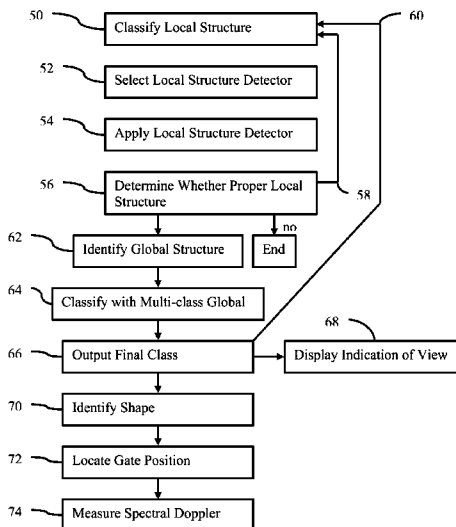 50
Classify Local Structure
60
52
Select Local Structure Detector
54
Apply Local Structure Detector
56
Determine Whether Proper Local
Structure
58
no
62
Identify Global Structure
End
64
Classify with Multi-class Global
68
66
Output Final Class
Display Indication of View
70
Identify Shape
72
Locate Gate Position
74
Measure Spectral Doppler